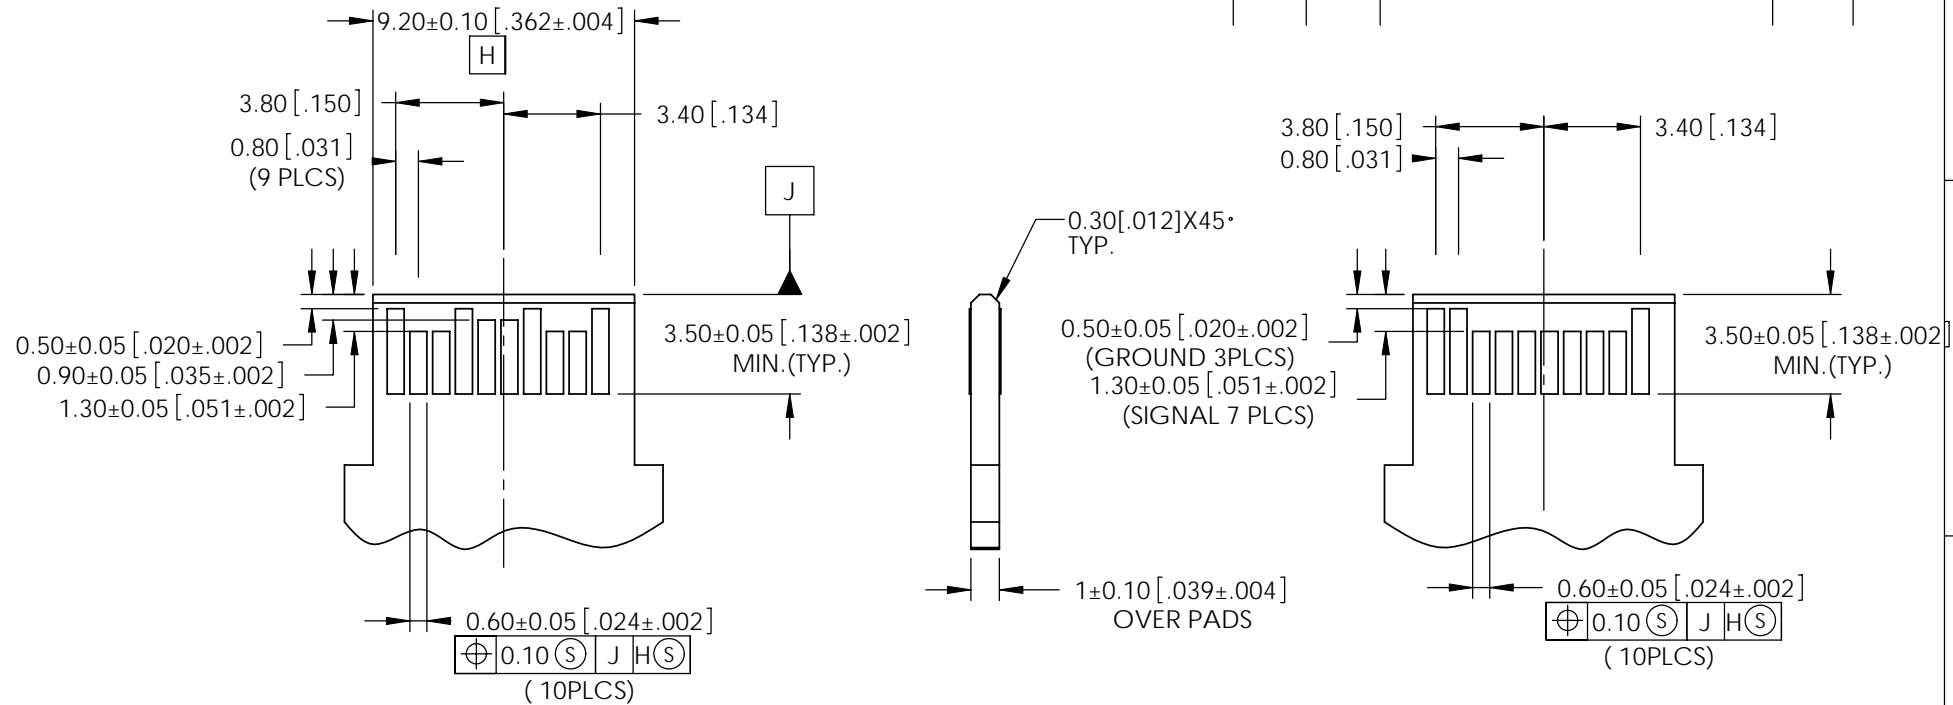 9.20±0.10[.362±.004]
H
3.80[.150]
3.40[.134]
0.80[.031]
(9 PLCS)
J
0.50±0.05[.020±.002]
0.90±0.05[.035±.002]
1.30±0.05[.051±.002]
3.50±0.05[.138±.002]
MIN.(TYP.)
0.60±0.05[.024±.002]
⌖ 0.10 Ⓢ J HⓈ
( 10PLCS)
0.30[.012]X45°
TYP.
1±0.10[.039±.004]
OVER PADS
3.80[.150]
3.40[.134]
0.80[.031]
0.50±0.05[.020±.002]
(GROUND 3PLCS)
1.30±0.05[.051±.002]
(SIGNAL 7 PLCS)
3.50±0.05[.138±.002]
MIN.(TYP.)
0.60±0.05[.024±.002]
⌖ 0.10 Ⓢ J HⓈ
( 10PLCS)